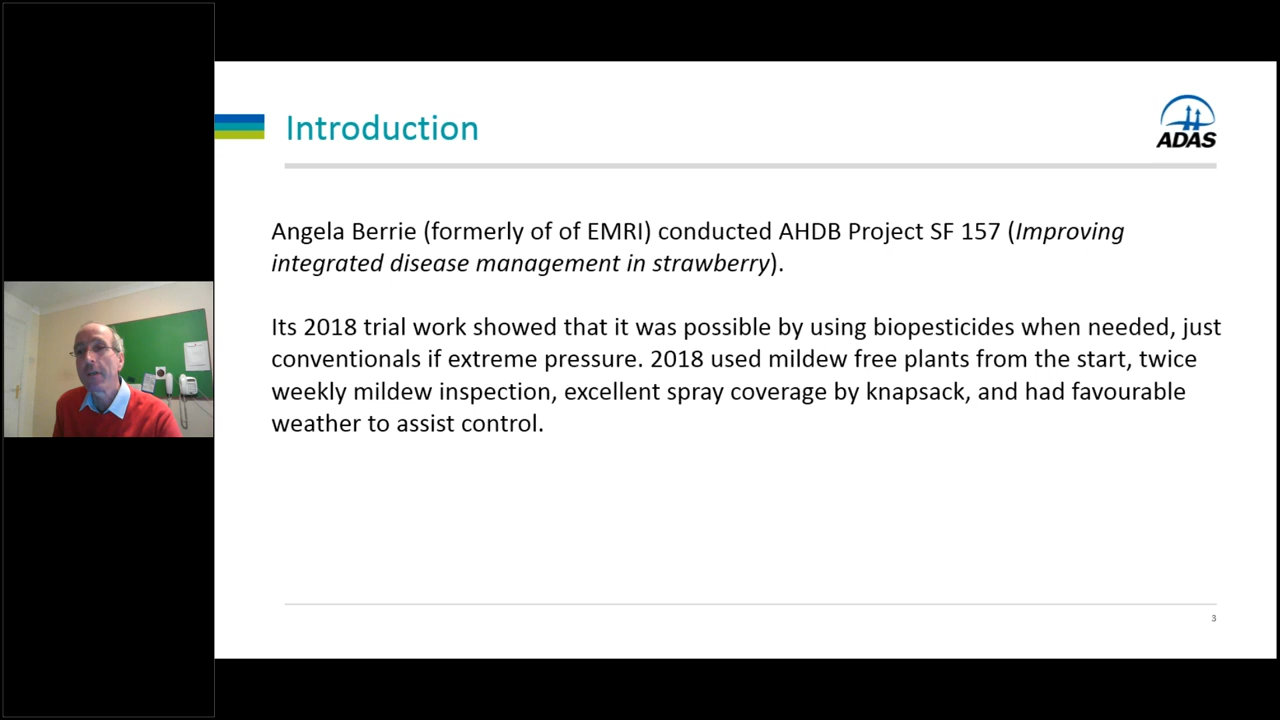 Introduction
ADAS
Angela Berrie (formerly of of EMRI) conducted AHDB Project SF 157 (Improving
integrated disease management in strawberry).
Its 2018 trial work showed that it was possible by using biopesticides when needed, just
conventionals if extreme pressure. 2018 used mildew free plants from the start, twice
weekly mildew inspection, excellent spray coverage by knapsack, and had favourable
weather to assist control.
3